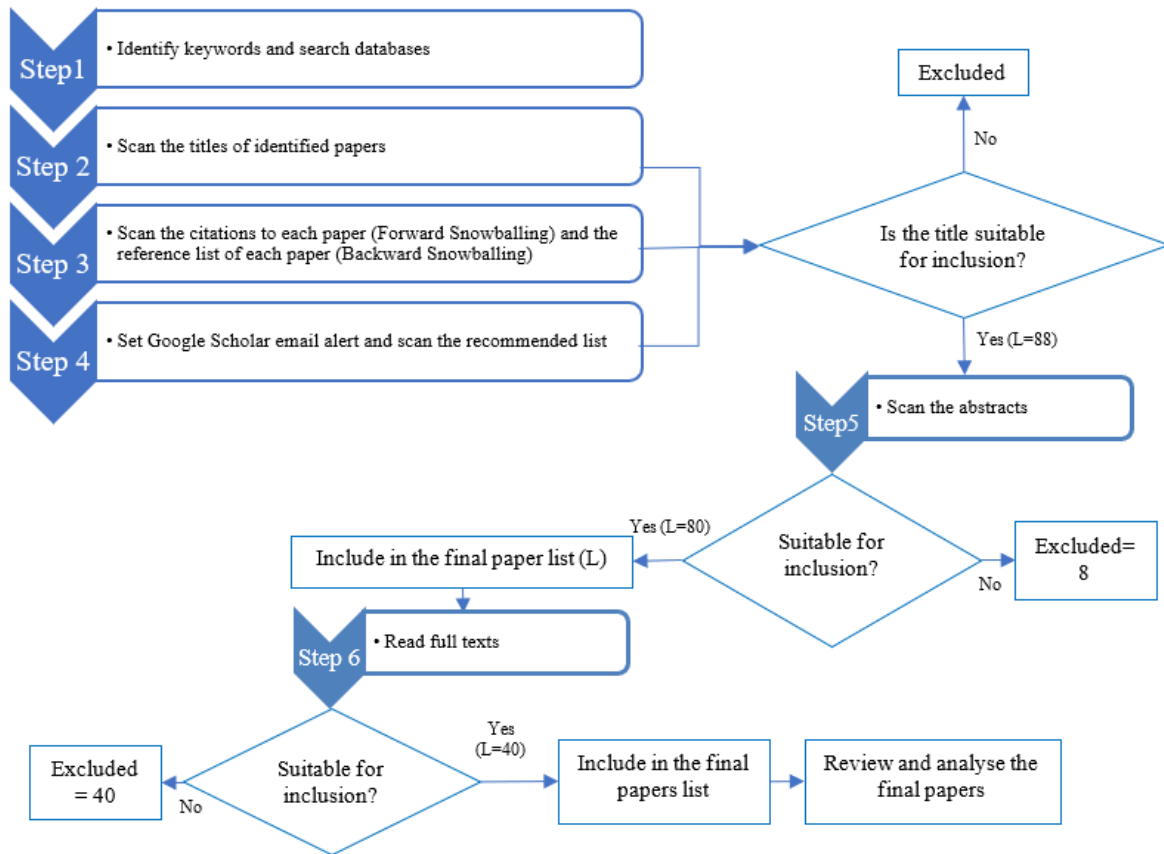 Step1
• Identify keywords and search databases
Step 2
• Scan the titles of identified papers
Step 3
• Scan the citations to each paper (Forward Snowballing) and the
reference list of each paper (Backward Snowballing)
Step 4
• Set Google Scholar email alert and scan the recommended list
Excluded
No
Is the title suitable
for inclusion?
Yes (L=88)
Step5
• Scan the abstracts
Suitable for
inclusion?
No
Excluded=
8
Yes (L=80)
Include in the final paper list (L)
Step 6
• Read full texts
Suitable for
inclusion?
No
Excluded
= 40
Yes
(L=40)
Include in the final
papers list
Review and analyse the
final papers